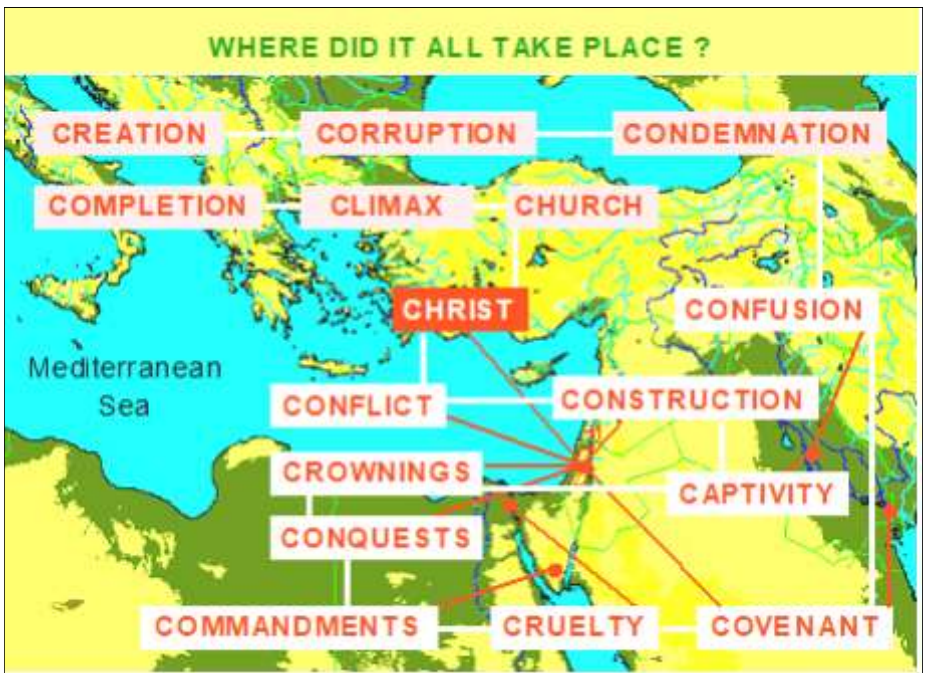 WHERE DID IT ALL TAKE PLACE ?
CREATION CORRUPTION CONDEMNATION
COMPLETION CLIMAX CHURCH
CHRIST CONFUSION
Mediterranean
Sea
CONFLICT CONSTRUCTION
CROWNINGS CAPTIVITY
CONQUESTS
COMMANDMENTS CRUELTY COVENANT